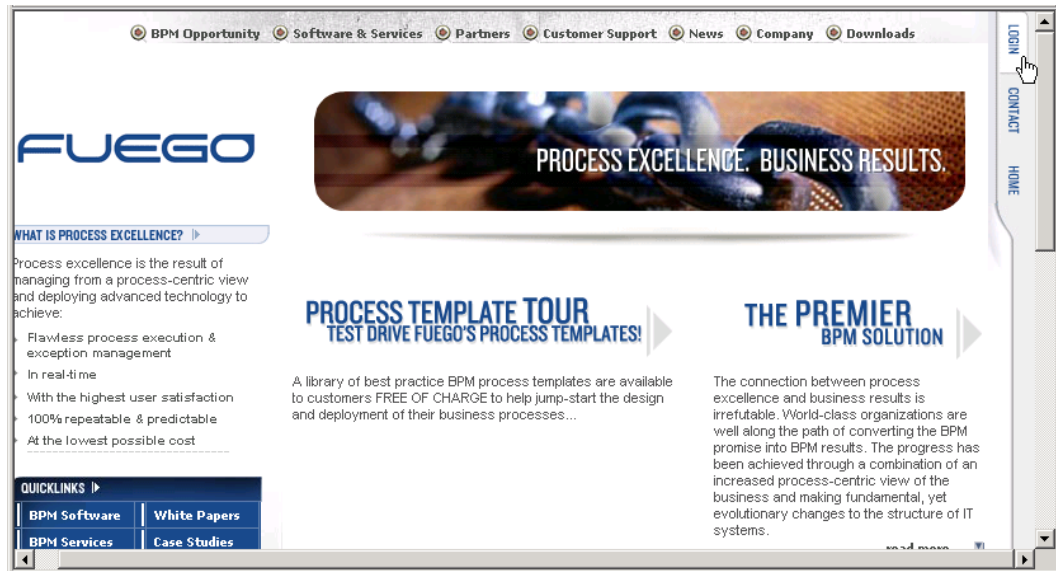 BPM Opportunity Software & Services Partners Customer Support News Company Downloads
LOGIN
CONTACT
HOME
FUEGO
PROCESS EXCELLENCE. BUSINESS RESULTS.
WHAT IS PROCESS EXCELLENCE?
Process excellence is the result of
managing from a process-centric view
and deploying advanced technology to
achieve:
Flawless process execution &
exception management
In real-time
With the highest user satisfaction
100% repeatable & predictable
At the lowest possible cost
QUICKLINKS
BPM Software White Papers
BPM Services Case Studies
PROCESS TEMPLATE TOUR
TEST DRIVE FUEGO'S PROCESS TEMPLATES!
A library of best practice BPM process templates are available
to customers FREE OF CHARGE to help jump-start the design
and deployment of their business processes...
THE PREMIER
BPM SOLUTION
The connection between process
excellence and business results is
irrefutable. World-class organizations are
well along the path of converting the BPM
promise into BPM results. The progress has
been achieved through a combination of an
increased process-centric view of the
business and making fundamental, yet
evolutionary changes to the structure of IT
systems.
read more